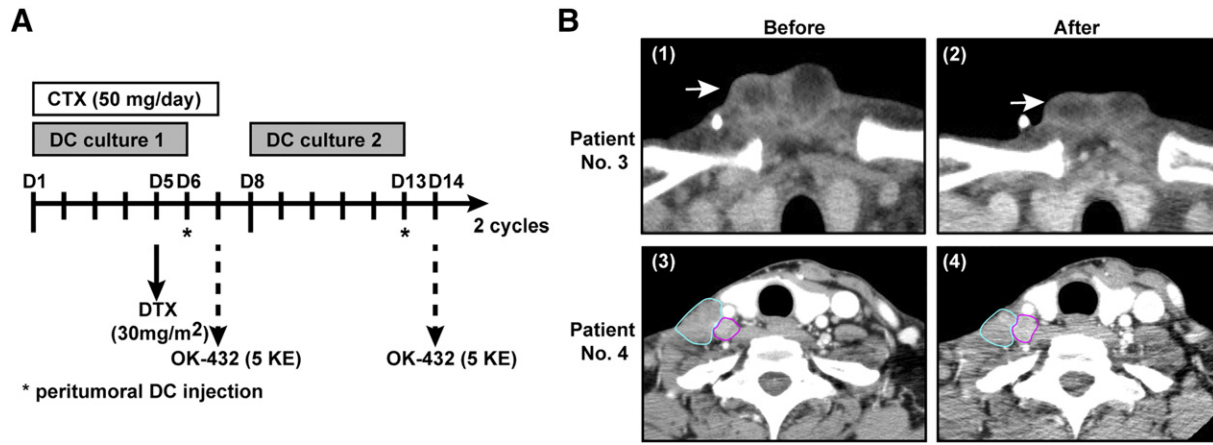 A
CTX (50 mg/day)
DC culture 1
DC culture 2
D1
D5 D6
D8
D13 D14
2 cycles
*
*
DTX
(30mg/m²)
OK-432 (5 KE)
OK-432 (5 KE)
* peritumoral DC injection
B
Before
After
Patient
No. 3
(1)
(2)
Patient
No. 4
(3)
(4)